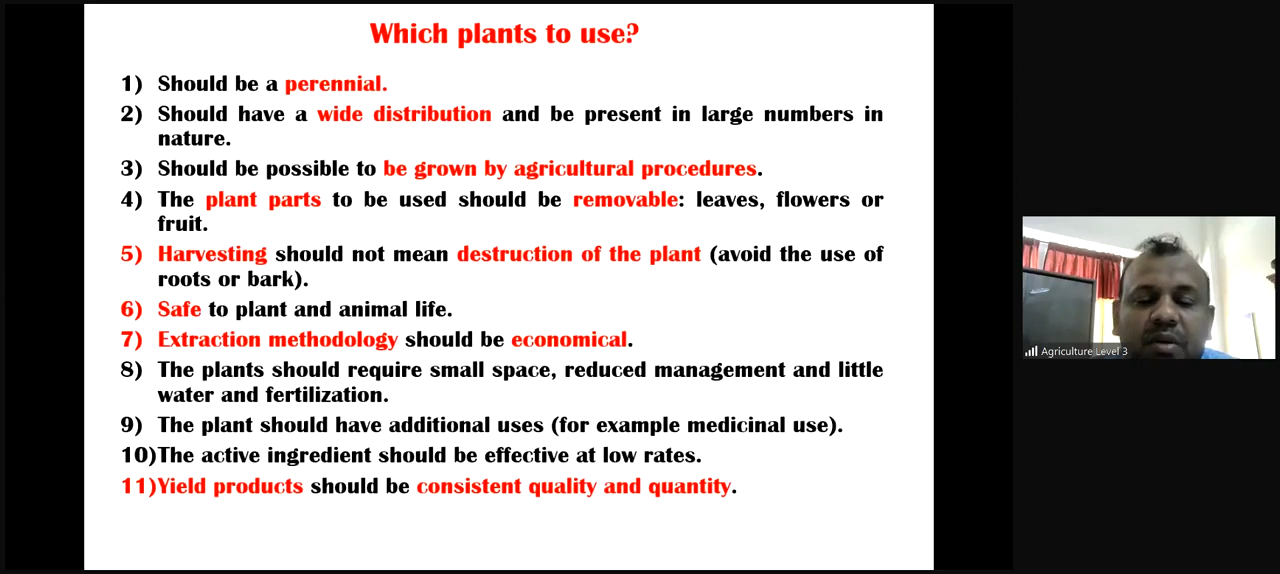 Which plants to use?
1) Should be a perennial.
2) Should have a wide distribution and be present in large numbers in
nature.
3) Should be possible to be grown by agricultural procedures.
4) The plant parts to be used should be removable: leaves, flowers or
fruit.
5) Harvesting should not mean destruction of the plant (avoid the use of
roots or bark).
6) Safe to plant and animal life.
7) Extraction methodology should be economical.
8) The plants should require small space, reduced management and little
water and fertilization.
9) The plant should have additional uses (for example medicinal use).
10)The active ingredient should be effective at low rates.
11)Yield products should be consistent quality and quantity.
Agriculture Level 3